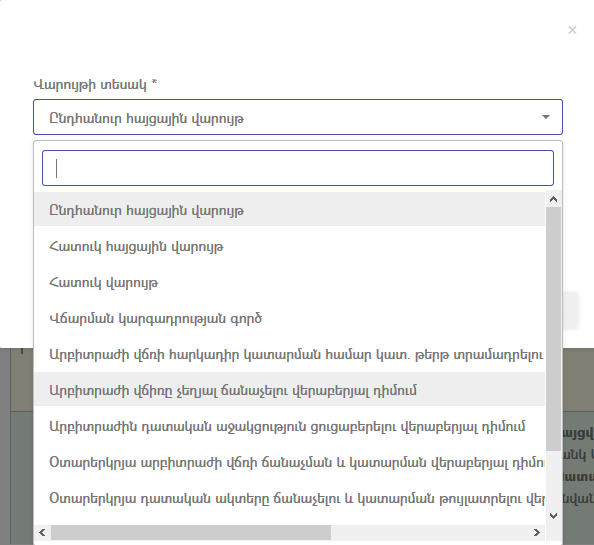 ×
Վարույթի տեսակ *
Ընդհանուր հայցային վարույթ
Ընդհանուր հայցային վարույթ
Հատուկ հայցային վարույթ
Հատուկ վարույթ
Վճարման կարգադրության գործ
Արբիտրաժի վճռի հարկադիր կատարման համար կատ. թերթ տրամադրելու
Արբիտրաժի վճիռը չեղյալ ճանաչելու վերաբերյալ դիմում
Արբիտրաժին դատական աջակցություն ցուցաբերելու վերաբերյալ դիմում
Օտարերկրյա արբիտրաժի վճռի ճանաչման և կատարման վերաբերյալ
Օտարերկրյա դատական ակտերը ճանաչելու և կատարման թույլատրելու